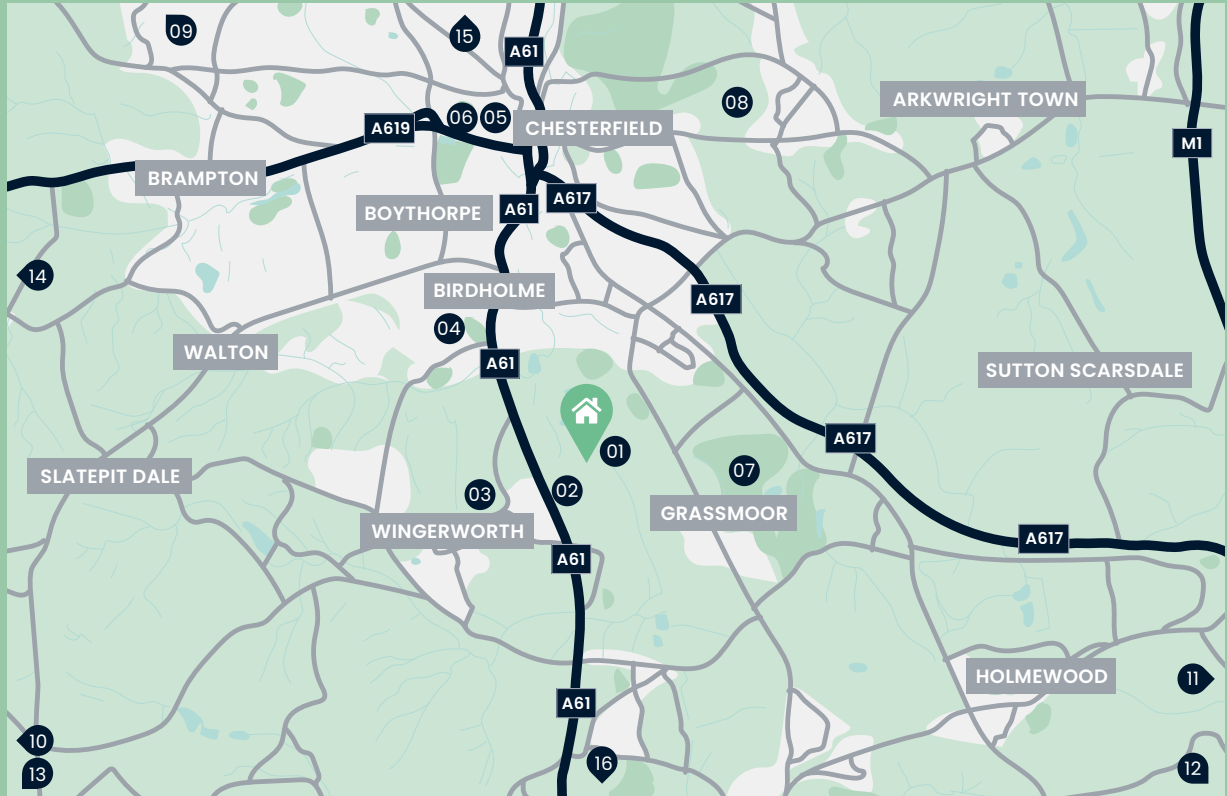 09
15
A61
ARKWRIGHT TOWN
08
06
05
A619
CHESTERFIELD
M1
BRAMPTON
A617
A61
BOYTHORPE
14
BIRDHOLME
A617
04
WALTON
A61
SUTTON SCARSDALE
A617
01
07
SLATEPIT DALE
02
03
GRASSMOOR
WINGERWORTH
A617
A61
HOLMEWOOD
11
A61
10
16
12
13